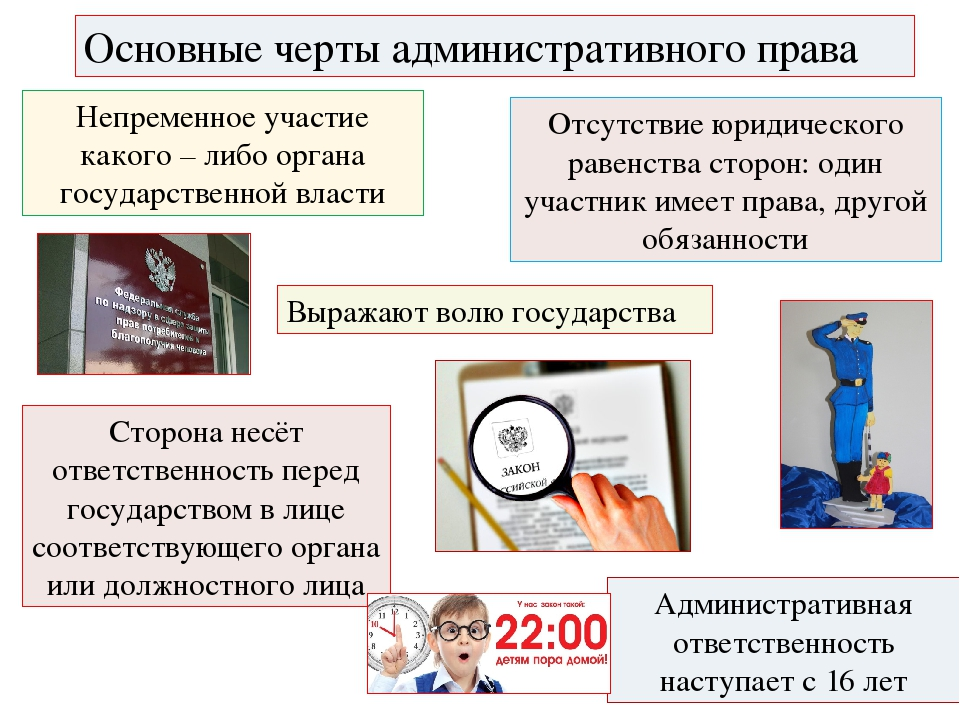 Основные черты административного права
Непременное участие
какого – либо органа
государственной власти
Отсутствие юридического
равенства сторон: один
участник имеет права, другой
обязанности
Федеральная служба
по надзору в сфере защиты
прав потребителей и
благополучия человека
Выражают волю государства
ЗАКОН
ССИЙСКОЙ
Сторона несёт
ответственность перед
государством в лице
соответствующего органа
или должностного лица
У нас закон такой:
22:00
детям пора домой!
Административная
ответственность
наступает с 16 лет